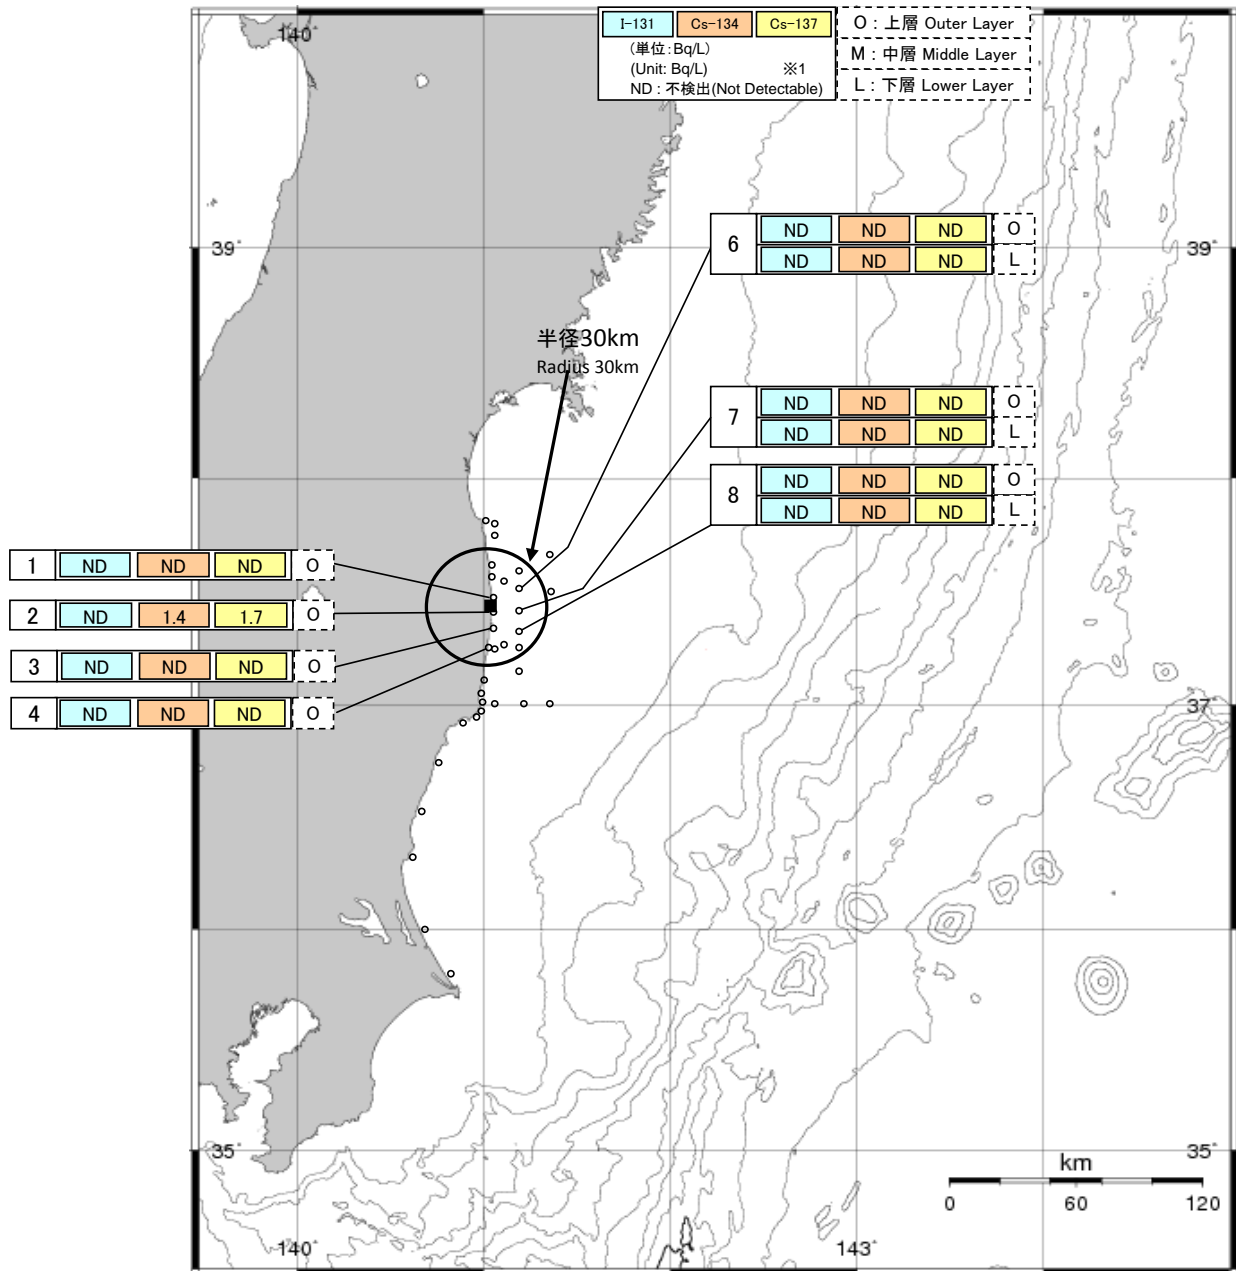 140°
I-131 Cs-134 Cs-137
(単位:Bq/L)
(Unit: Bq/L) ※1
ND : 不検出(Not Detectable)
O : 上層 Outer Layer
M : 中層 Middle Layer
L : 下層 Lower Layer
39° 39°
6 ND ND ND O
ND ND ND L
半径30km
Radius 30km
7 ND ND ND O
ND ND ND L
8 ND ND ND O
ND ND ND L
1 ND ND ND O
2 ND 1.4 1.7 O
3 ND ND ND O
4 ND ND ND O
37°
35° 35°
km
0 60 120
140° 143°